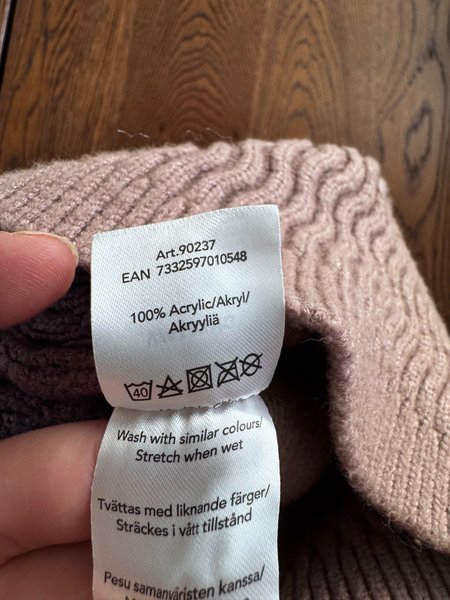 Art.90237
EAN 7332597010548
100% Acrylic/Akryl/
Akryyliä
40
Wash with similar colours/
Stretch when wet
Tvättas med liknande färger/
Sträckes i vått tillstånd
Pesu samanväristen kanssa/